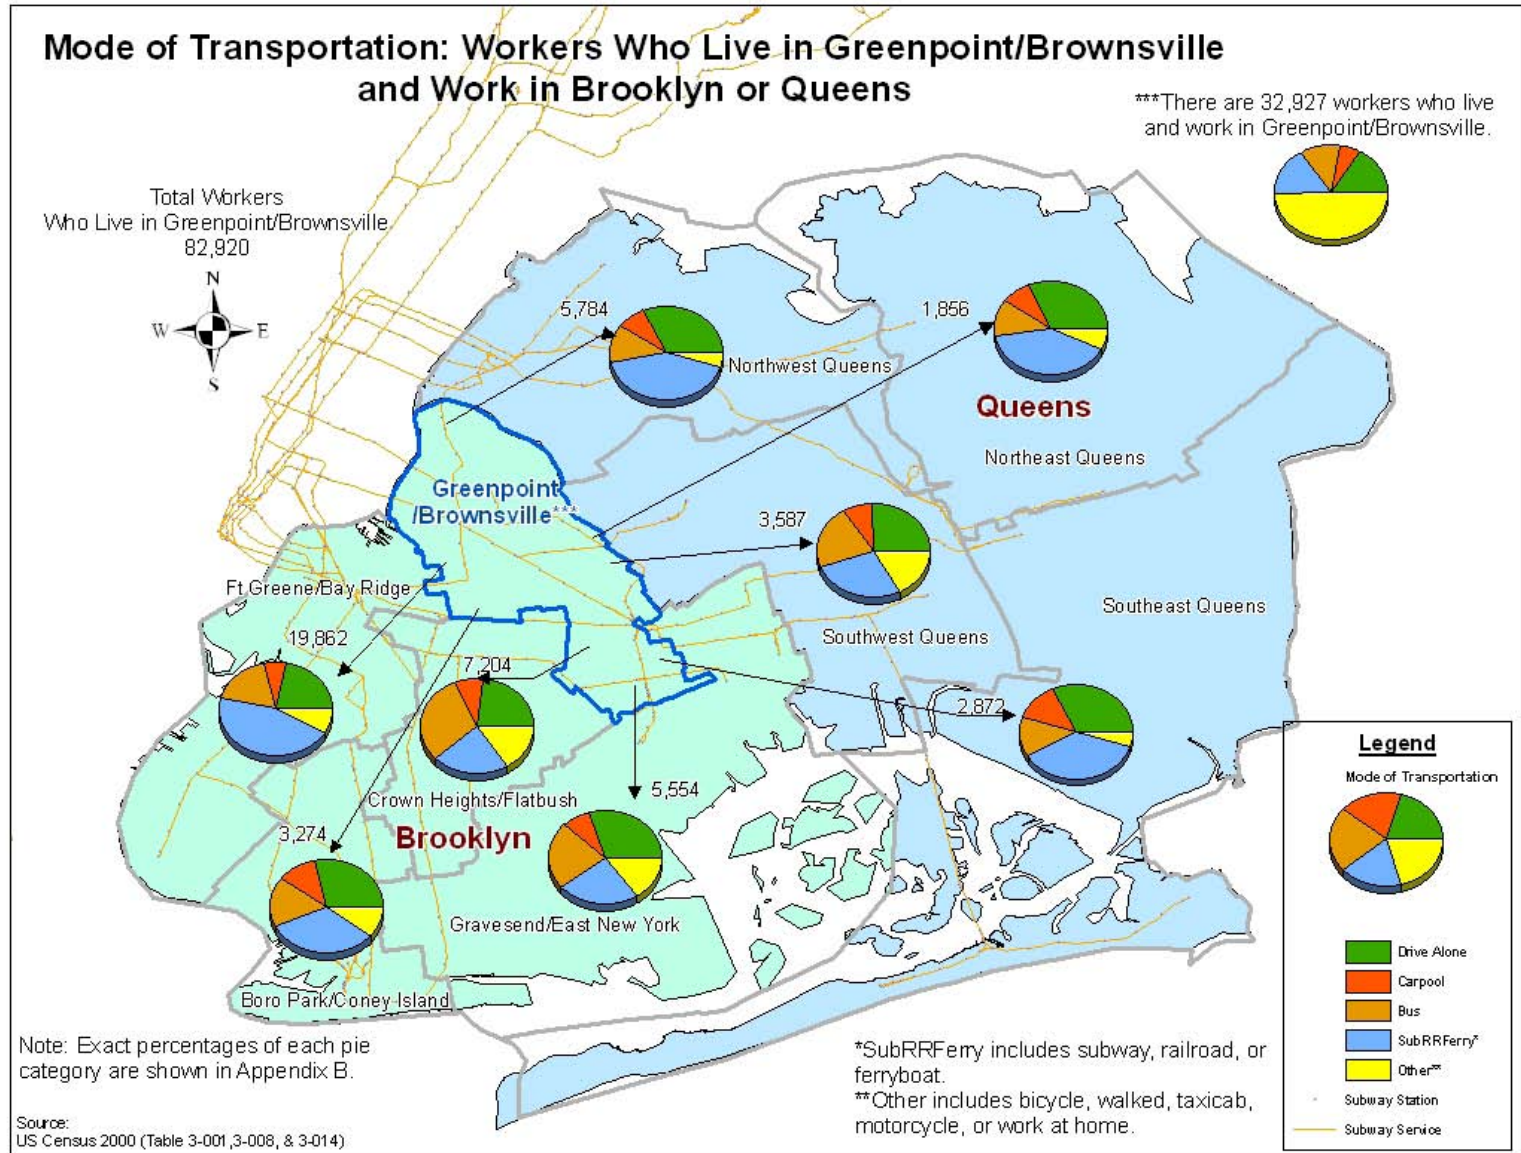 Mode of Transportation: Workers Who Live in Greenpoint/Brownsville
and Work in Brooklyn or Queens
***There are 32,927 workers who live
and work in Greenpoint/Brownsville.
Total Workers
Who Live in Greenpoint/Brownsville
82,920
N
W
E
S
5,784
1,856
Northwest Queens
Queens
Northeast Queens
Greenpoint
/Brownsville***
3,587
Ft Greene/Bay Ridge
Southeast Queens
19,862
Southwest Queens
7,204
2,872
Crown Heights/Flatbush
5,554
3,274
Brooklyn
Gravesend/East New York
Boro Park/Coney Island
Legend
Mode of Transportation
Drive Alone
Carpool
Bus
SubRRFerry*
Other**
Subway Station
Subway Service
Note: Exact percentages of each pie
category are shown in Appendix B.
*SubRRFerry includes subway, railroad, or
ferryboat.
**Other includes bicycle, walked, taxicab,
motorcycle, or work at home.
Source:
US Census 2000 (Table 3-001,3-008, & 3-014)